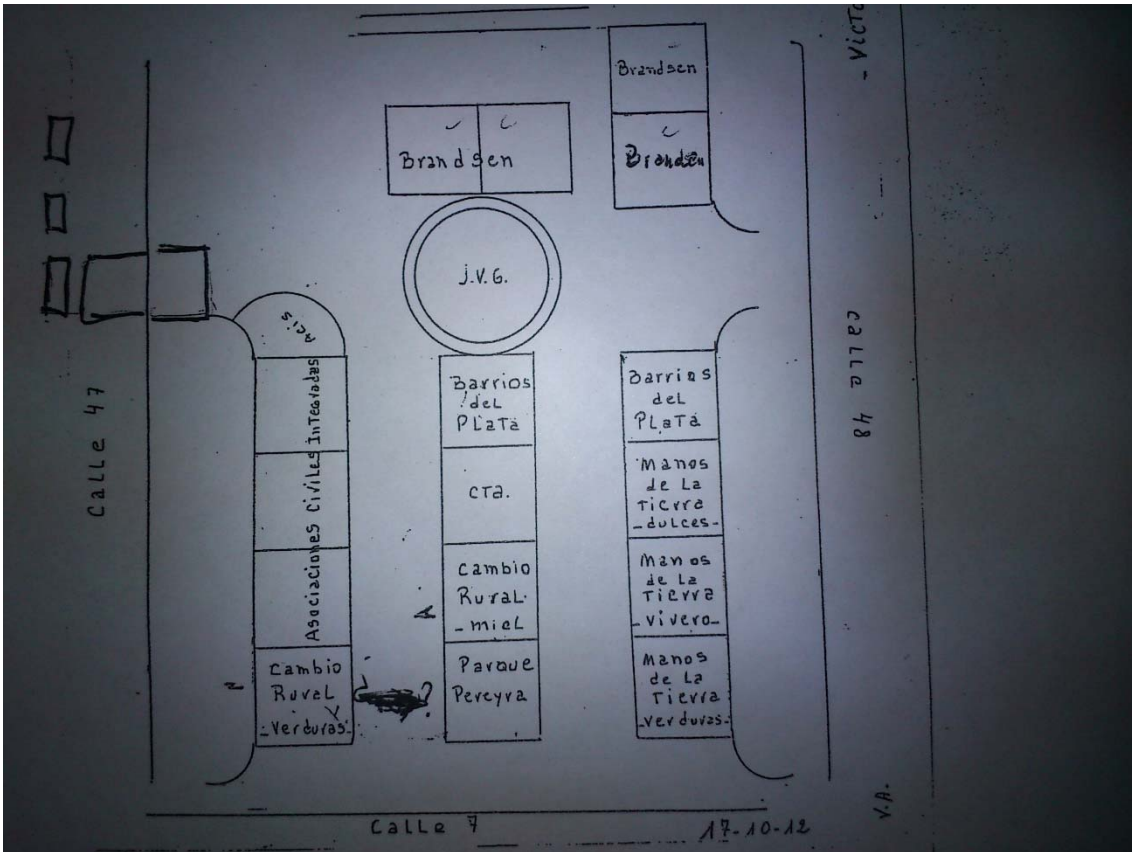 - VICTO
Brandsen
Brandsen
Brandsen
J.V.G.
ACIS
Calle 47
calle 48
Asociaciones Civiles Integradas
Barrios
del
PLaTa
Barrios
del
PLaTa
cTa.
Manos
de La
Tierra
-dulces-
cambio
Rural
-miel
Manos
de La
Tierra
-vivero-
cambio
Rural
-verduras-
?
Parque
Pereyra
Manos
de La
Tierra
-verduras-
Calle 7
17-10-12
V.A.